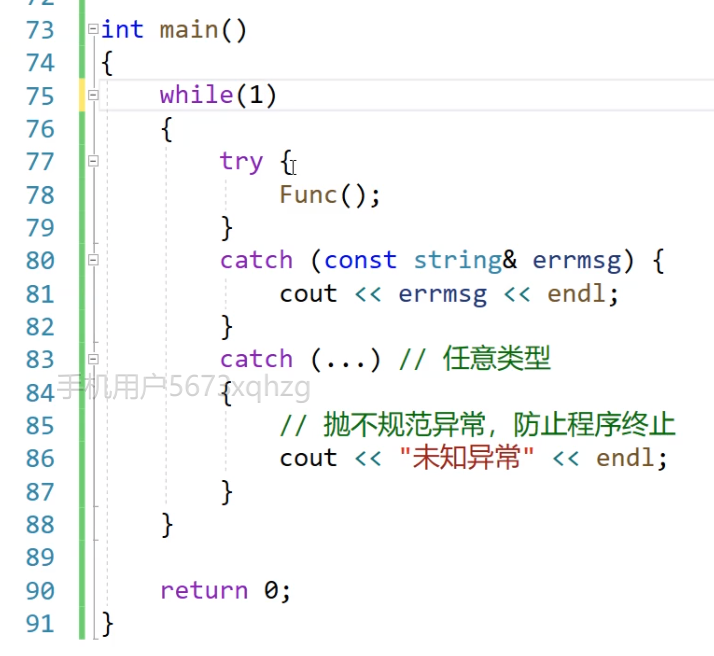 73 int main()
74 {
75 while(1)
76 {
77 try {
78 Func();
79 }
80 catch (const string& errmsg) {
81 cout << errmsg << endl;
82 }
83 catch (...) // 任意类型
手机用户5673xqhzg
84 {
85 // 抛不规范异常，防止程序终止
86 cout << "未知异常" << endl;
87 }
88 }
89
90 return 0;
91 }